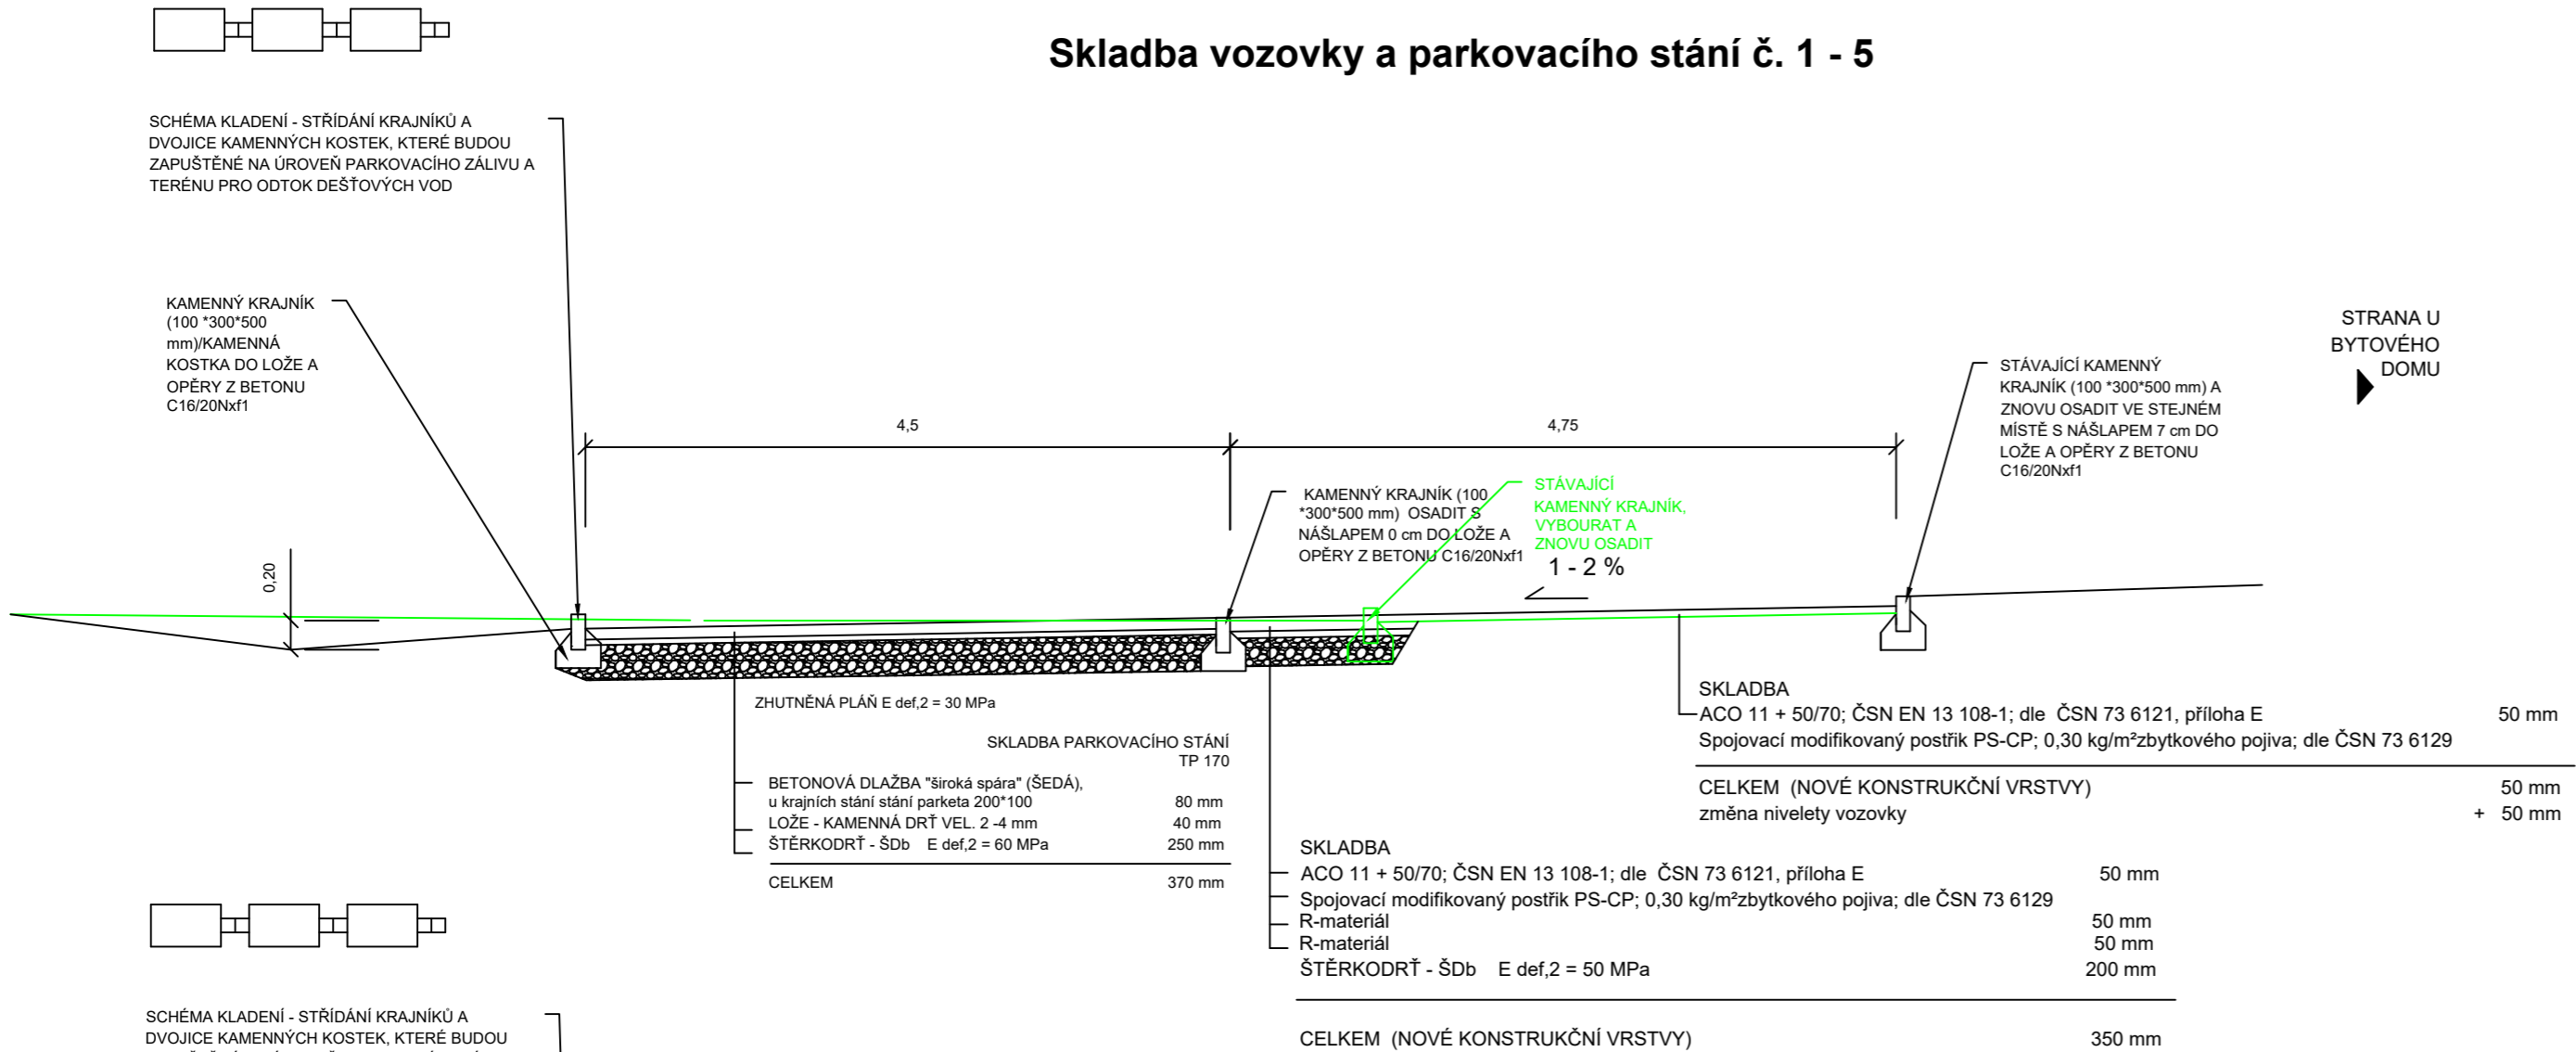 Skladba vozovky a parkovacího stání č. 1 - 5
SCHÉMA KLADENÍ - STŘÍDÁNÍ KRAJNÍKŮ A
DVOJICE KAMENNÝCH KOSTEK, KTERÉ BUDOU
ZAPUŠTĚNÉ NA ÚROVEŇ PARKOVACÍHO ZÁLIVU A
TERÉNU PRO ODTOK DEŠŤOVÝCH VOD
KAMENNÝ KRAJNÍK
(100 *300*500
mm)/KAMENNÁ
KOSTKA DO LOŽE A
OPĚRY Z BETONU
C16/20Nxf1
STRANA U
BYTOVÉHO
DOMU
STÁVAJÍCÍ KAMENNÝ
KRAJNÍK (100 *300*500 mm) A
ZNOVU OSADIT VE STEJNÉM
MÍSTĚ S NÁŠLAPEM 7 cm DO
LOŽE A OPĚRY Z BETONU
C16/20Nxf1
4,5
4,75
KAMENNÝ KRAJNÍK (100
*300*500 mm) OSADIT S
NÁŠLAPEM 0 cm DO LOŽE A
OPĚRY Z BETONU C16/20Nxf1
STÁVAJÍCÍ
KAMENNÝ KRAJNÍK,
VYBOURAT A
ZNOVU OSADIT
1 - 2 %
0,20
ZHUTNĚNÁ PLÁŇ E def,2 = 30 MPa
SKLADBA PARKOVACÍHO STÁNÍ
TP 170
BETONOVÁ DLAŽBA "široká spára" (ŠEDÁ),
u krajních stání stání parketa 200*100 80 mm
LOŽE - KAMENNÁ DRŤ VEL. 2 -4 mm 40 mm
ŠTĚRKODRŤ - ŠDb E def,2 = 60 MPa 250 mm
CELKEM 370 mm
SKLADBA
ACO 11 + 50/70; ČSN EN 13 108-1; dle ČSN 73 6121, příloha E 50 mm
Spojovací modifikovaný postřik PS-CP; 0,30 kg/m²zbytkového pojiva; dle ČSN 73 6129
CELKEM (NOVÉ KONSTRUKČNÍ VRSTVY) 50 mm
změna nivelety vozovky + 50 mm
SKLADBA
ACO 11 + 50/70; ČSN EN 13 108-1; dle ČSN 73 6121, příloha E 50 mm
Spojovací modifikovaný postřik PS-CP; 0,30 kg/m²zbytkového pojiva; dle ČSN 73 6129
R-materiál 50 mm
R-materiál 50 mm
ŠTĚRKODRŤ - ŠDb E def,2 = 50 MPa 200 mm
CELKEM (NOVÉ KONSTRUKČNÍ VRSTVY) 350 mm
SCHÉMA KLADENÍ - STŘÍDÁNÍ KRAJNÍKŮ A
DVOJICE KAMENNÝCH KOSTEK, KTERÉ BUDOU